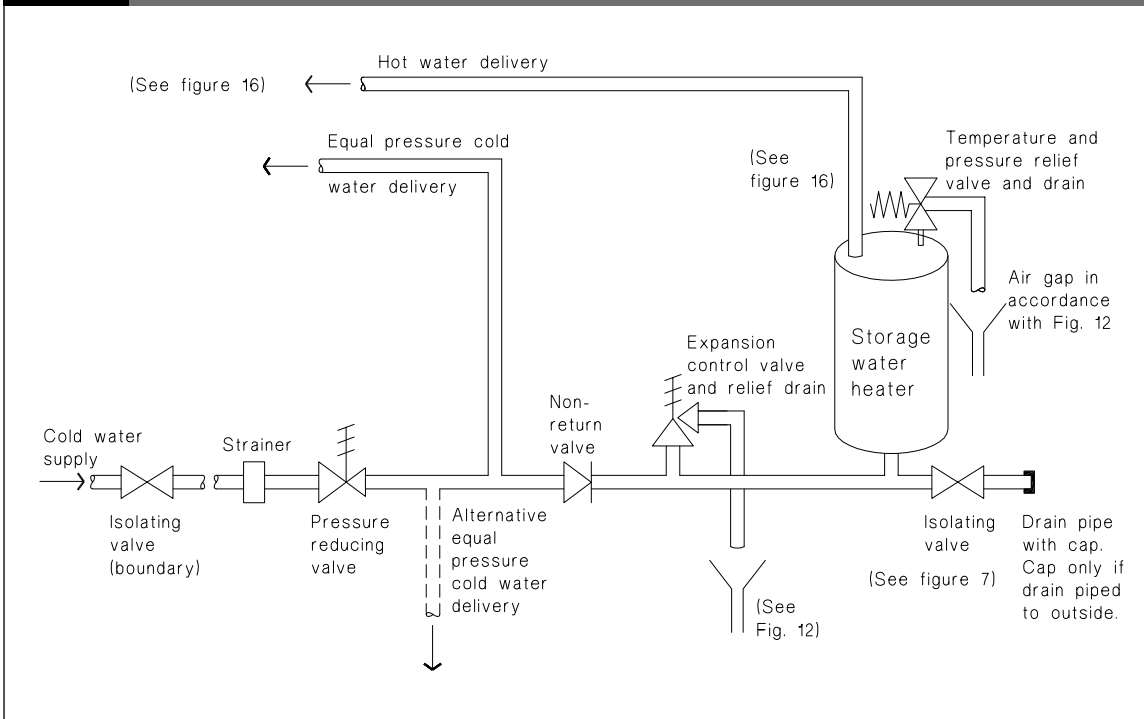 Hot water delivery
(See figure 16)
Equal pressure cold
water delivery
(See
figure 16)
Temperature and
pressure relief
valve and drain
Air gap in
accordance
with Fig. 12
Storage
water
heater
Expansion
control valve
and relief drain
Non-
return
valve
Cold water
supply
Strainer
Isolating
valve
(boundary)
Pressure
reducing
valve
Alternative
equal
pressure
cold water
delivery
(See
Fig. 12)
Isolating
valve
(See figure 7)
Drain pipe
with cap.
Cap only if
drain piped
to outside.